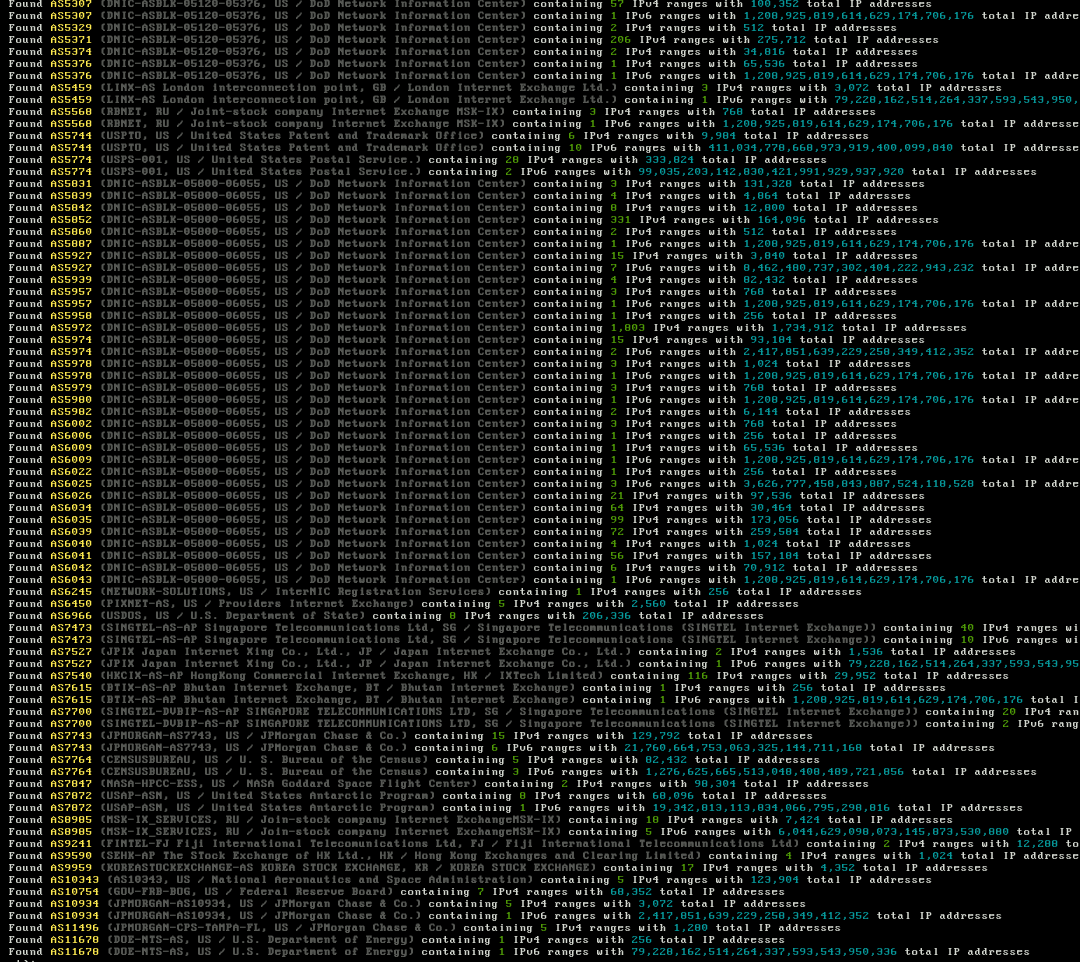 Found AS5307 (DNIC-ASBLK-05120-05376, US / DoD Network Information Center) containing 57 IPv4 ranges with 100,352 total IP addresses
Found AS5307 (DNIC-ASBLK-05120-05376, US / DoD Network Information Center) containing 1 IPv6 ranges with 1,208,925,819,614,629,174,706,176 total IP addre
Found AS5329 (DNIC-ASBLK-05120-05376, US / DoD Network Information Center) containing 2 IPv4 ranges with 512 total IP addresses
Found AS5371 (DNIC-ASBLK-05120-05376, US / DoD Network Information Center) containing 206 IPv4 ranges with 275,712 total IP addresses
Found AS5374 (DNIC-ASBLK-05120-05376, US / DoD Network Information Center) containing 2 IPv4 ranges with 34,816 total IP addresses
Found AS5376 (DNIC-ASBLK-05120-05376, US / DoD Network Information Center) containing 1 IPv4 ranges with 65,536 total IP addresses
Found AS5376 (DNIC-ASBLK-05120-05376, US / DoD Network Information Center) containing 1 IPv6 ranges with 1,208,925,819,614,629,174,706,176 total IP addre
Found AS5459 (LINX-AS London Interconnection point, GB / London Internet Exchange Ltd.) containing 3 IPv4 ranges with 3,072 total IP addresses
Found AS5459 (LINX-AS London Interconnection point, GB / London Internet Exchange Ltd.) containing 1 IPv6 ranges with 79,228,162,514,264,337,593,543,950,
Found AS5568 (RBNET, RU / Joint-stock company Internet Exchange MSK-IX) containing 3 IPv4 ranges with 768 total IP addresses
Found AS5568 (RBNET, RU / Joint-stock company Internet Exchange MSK-IX) containing 1 IPv6 ranges with 1,208,925,819,614,629,174,706,176 total IP addresses
Found AS5744 (USPTO, US / United States Patent and Trademark Office) containing 6 IPv4 ranges with 9,984 total IP addresses
Found AS5744 (USPTO, US / United States Patent and Trademark Office) containing 10 IPv6 ranges with 411,034,778,668,973,919,400,099,840 total IP addresses
Found AS5774 (USPS-001, US / United States Postal Service.) containing 28 IPv4 ranges with 333,824 total IP addresses
Found AS5774 (USPS-001, US / United States Postal Service.) containing 2 IPv6 ranges with 99,035,203,142,830,421,991,929,937,920 total IP addresses
Found AS5831 (DNIC-ASBLK-05800-06055, US / DoD Network Information Center) containing 3 IPv4 ranges with 131,328 total IP addresses
Found AS5839 (DNIC-ASBLK-05800-06055, US / DoD Network Information Center) containing 4 IPv4 ranges with 4,864 total IP addresses
Found AS5842 (DNIC-ASBLK-05800-06055, US / DoD Network Information Center) containing 8 IPv4 ranges with 12,800 total IP addresses
Found AS5852 (DNIC-ASBLK-05800-06055, US / DoD Network Information Center) containing 331 IPv4 ranges with 164,096 total IP addresses
Found AS5860 (DNIC-ASBLK-05800-06055, US / DoD Network Information Center) containing 2 IPv4 ranges with 512 total IP addresses
Found AS5887 (DNIC-ASBLK-05800-06055, US / DoD Network Information Center) containing 1 IPv6 ranges with 1,208,925,819,614,629,174,706,176 total IP addre
Found AS5927 (DNIC-ASBLK-05800-06055, US / DoD Network Information Center) containing 15 IPv4 ranges with 3,840 total IP addresses
Found AS5927 (DNIC-ASBLK-05800-06055, US / DoD Network Information Center) containing 7 IPv6 ranges with 8,462,480,737,302,404,222,943,232 total IP addre
Found AS5939 (DNIC-ASBLK-05800-06055, US / DoD Network Information Center) containing 4 IPv4 ranges with 82,432 total IP addresses
Found AS5957 (DNIC-ASBLK-05800-06055, US / DoD Network Information Center) containing 3 IPv4 ranges with 768 total IP addresses
Found AS5957 (DNIC-ASBLK-05800-06055, US / DoD Network Information Center) containing 1 IPv6 ranges with 1,208,925,819,614,629,174,706,176 total IP addre
Found AS5958 (DNIC-ASBLK-05800-06055, US / DoD Network Information Center) containing 1 IPv4 ranges with 256 total IP addresses
Found AS5972 (DNIC-ASBLK-05800-06055, US / DoD Network Information Center) containing 1,803 IPv4 ranges with 1,734,912 total IP addresses
Found AS5974 (DNIC-ASBLK-05800-06055, US / DoD Network Information Center) containing 15 IPv4 ranges with 93,184 total IP addresses
Found AS5974 (DNIC-ASBLK-05800-06055, US / DoD Network Information Center) containing 2 IPv6 ranges with 2,417,851,639,229,258,349,412,352 total IP addre
Found AS5978 (DNIC-ASBLK-05800-06055, US / DoD Network Information Center) containing 3 IPv4 ranges with 1,024 total IP addresses
Found AS5978 (DNIC-ASBLK-05800-06055, US / DoD Network Information Center) containing 1 IPv6 ranges with 1,208,925,819,614,629,174,706,176 total IP addre
Found AS5979 (DNIC-ASBLK-05800-06055, US / DoD Network Information Center) containing 3 IPv4 ranges with 768 total IP addresses
Found AS5980 (DNIC-ASBLK-05800-06055, US / DoD Network Information Center) containing 1 IPv6 ranges with 1,208,925,819,614,629,174,706,176 total IP addre
Found AS5982 (DNIC-ASBLK-05800-06055, US / DoD Network Information Center) containing 2 IPv4 ranges with 6,144 total IP addresses
Found AS6002 (DNIC-ASBLK-05800-06055, US / DoD Network Information Center) containing 3 IPv4 ranges with 768 total IP addresses
Found AS6006 (DNIC-ASBLK-05800-06055, US / DoD Network Information Center) containing 1 IPv4 ranges with 256 total IP addresses
Found AS6009 (DNIC-ASBLK-05800-06055, US / DoD Network Information Center) containing 1 IPv4 ranges with 65,536 total IP addresses
Found AS6009 (DNIC-ASBLK-05800-06055, US / DoD Network Information Center) containing 1 IPv6 ranges with 1,208,925,819,614,629,174,706,176 total IP addre
Found AS6022 (DNIC-ASBLK-05800-06055, US / DoD Network Information Center) containing 1 IPv4 ranges with 256 total IP addresses
Found AS6025 (DNIC-ASBLK-05800-06055, US / DoD Network Information Center) containing 3 IPv6 ranges with 3,626,777,458,843,887,524,118,528 total IP addre
Found AS6026 (DNIC-ASBLK-05800-06055, US / DoD Network Information Center) containing 21 IPv4 ranges with 97,536 total IP addresses
Found AS6034 (DNIC-ASBLK-05800-06055, US / DoD Network Information Center) containing 64 IPv4 ranges with 30,464 total IP addresses
Found AS6035 (DNIC-ASBLK-05800-06055, US / DoD Network Information Center) containing 99 IPv4 ranges with 173,056 total IP addresses
Found AS6039 (DNIC-ASBLK-05800-06055, US / DoD Network Information Center) containing 72 IPv4 ranges with 259,584 total IP addresses
Found AS6040 (DNIC-ASBLK-05800-06055, US / DoD Network Information Center) containing 4 IPv4 ranges with 1,024 total IP addresses
Found AS6041 (DNIC-ASBLK-05800-06055, US / DoD Network Information Center) containing 56 IPv4 ranges with 157,184 total IP addresses
Found AS6042 (DNIC-ASBLK-05800-06055, US / DoD Network Information Center) containing 6 IPv4 ranges with 70,912 total IP addresses
Found AS6043 (DNIC-ASBLK-05800-06055, US / DoD Network Information Center) containing 1 IPv6 ranges with 1,208,925,819,614,629,174,706,176 total IP addre
Found AS6245 (NETWORK-SOLUTIONS, US / InterNIC Registration Services) containing 1 IPv4 ranges with 256 total IP addresses
Found AS6450 (PIXNET-AS, US / Providers Internet Exchange) containing 5 IPv4 ranges with 2,560 total IP addresses
Found AS6966 (USDOS, US / U.S. Department of State) containing 8 IPv4 ranges with 206,336 total IP addresses
Found AS7473 (SINGTEL-AS-AP Singapore Telecommunications Ltd, SG / Singapore Telecommunications (SINGTEL Internet Exchange)) containing 40 IPv4 ranges wi
Found AS7473 (SINGTEL-AS-AP Singapore Telecommunications Ltd, SG / Singapore Telecommunications (SINGTEL Internet Exchange)) containing 10 IPv6 ranges wi
Found AS7527 (JPIX Japan Internet Xing Co., Ltd., JP / Japan Internet Exchange Co., Ltd.) containing 2 IPv4 ranges with 1,536 total IP addresses
Found AS7527 (JPIX Japan Internet Xing Co., Ltd., JP / Japan Internet Exchange Co., Ltd.) containing 1 IPv6 ranges with 79,228,162,514,264,337,593,543,95
Found AS7540 (HKCIX-AS-AP HongKong Commercial Internet Exchange, HK / IXTech Limited) containing 116 IPv4 ranges with 29,952 total IP addresses
Found AS7615 (BTIX-AS-AP Bhutan Internet Exchange, BT / Bhutan Internet Exchange) containing 1 IPv4 ranges with 256 total IP addresses
Found AS7615 (BTIX-AS-AP Bhutan Internet Exchange, BT / Bhutan Internet Exchange) containing 1 IPv6 ranges with 1,208,925,819,614,629,174,706,176 total I
Found AS7700 (SINGTEL-DVBIP-AS-AP SINGAPORE TELECOMMUNICATIONS LTD, SG / Singapore Telecommunications (SINGTEL Internet Exchange)) containing 20 IPv4 ran
Found AS7700 (SINGTEL-DVBIP-AS-AP SINGAPORE TELECOMMUNICATIONS LTD, SG / Singapore Telecommunications (SINGTEL Internet Exchange)) containing 2 IPv6 rang
Found AS7743 (JPMORGAN-AS7743, US / JPMorgan Chase & Co.) containing 15 IPv4 ranges with 129,792 total IP addresses
Found AS7743 (JPMORGAN-AS7743, US / JPMorgan Chase & Co.) containing 6 IPv6 ranges with 21,760,664,753,063,325,144,711,168 total IP addresses
Found AS7764 (CENSUSBUREAU, US / U. S. Bureau of the Census) containing 5 IPv4 ranges with 82,432 total IP addresses
Found AS7764 (CENSUSBUREAU, US / U. S. Bureau of the Census) containing 3 IPv6 ranges with 1,276,625,665,513,048,408,489,721,856 total IP addresses
Found AS7847 (NASA-HPCC-ESS, US / NASA Goddard Space Flight Center) containing 2 IPv4 ranges with 98,304 total IP addresses
Found AS7872 (USAP-ASN, US / United States Antarctic Program) containing 8 IPv4 ranges with 68,096 total IP addresses
Found AS7872 (USAP-ASN, US / United States Antarctic Program) containing 1 IPv6 ranges with 19,342,813,113,834,066,795,298,816 total IP addresses
Found AS8985 (MSK-IX_SERVICES, RU / Join-stock company Internet ExchangeMSK-IX) containing 18 IPv4 ranges with 7,424 total IP addresses
Found AS8985 (MSK-IX_SERVICES, RU / Join-stock company Internet ExchangeMSK-IX) containing 5 IPv6 ranges with 6,044,629,098,073,145,873,530,880 total IP
Found AS9241 (FINTEL-FJ Fiji International Telecommunications Ltd, FJ / Fiji International Telecommunications Ltd) containing 2 IPv4 ranges with 12,288 to
Found AS9590 (SEHK-AP The Stock Exchange of HK Ltd., HK / Hong Kong Exchanges and Clearing Limited) containing 4 IPv4 ranges with 1,024 total IP addresse
Found AS9959 (KOREASTOCKEXCHANGE-AS KOREA STOCK EXCHANGE, KR / KOREA STOCK EXCHANGE) containing 17 IPv4 ranges with 4,352 total IP addresses
Found AS10343 (AS10343, US / National Aeronautics and Space Administration) containing 5 IPv4 ranges with 123,904 total IP addresses
Found AS10754 (GOV-FRB-BOG, US / Federal Reserve Board) containing 7 IPv4 ranges with 68,352 total IP addresses
Found AS10934 (JPMORGAN-AS10934, US / JPMorgan Chase & Co.) containing 5 IPv4 ranges with 3,072 total IP addresses
Found AS10934 (JPMORGAN-AS10934, US / JPMorgan Chase & Co.) containing 1 IPv6 ranges with 2,417,851,639,229,258,349,412,352 total IP addresses
Found AS11496 (JPMORGAN-CPS-TAMPA-FL, US / JPMorgan Chase & Co.) containing 5 IPv4 ranges with 1,280 total IP addresses
Found AS11678 (DOE-NTS-AS, US / U.S. Department of Energy) containing 1 IPv4 ranges with 256 total IP addresses
Found AS11678 (DOE-NTS-AS, US / U.S. Department of Energy) containing 1 IPv6 ranges with 79,228,162,514,264,337,593,543,950,336 total IP addresses